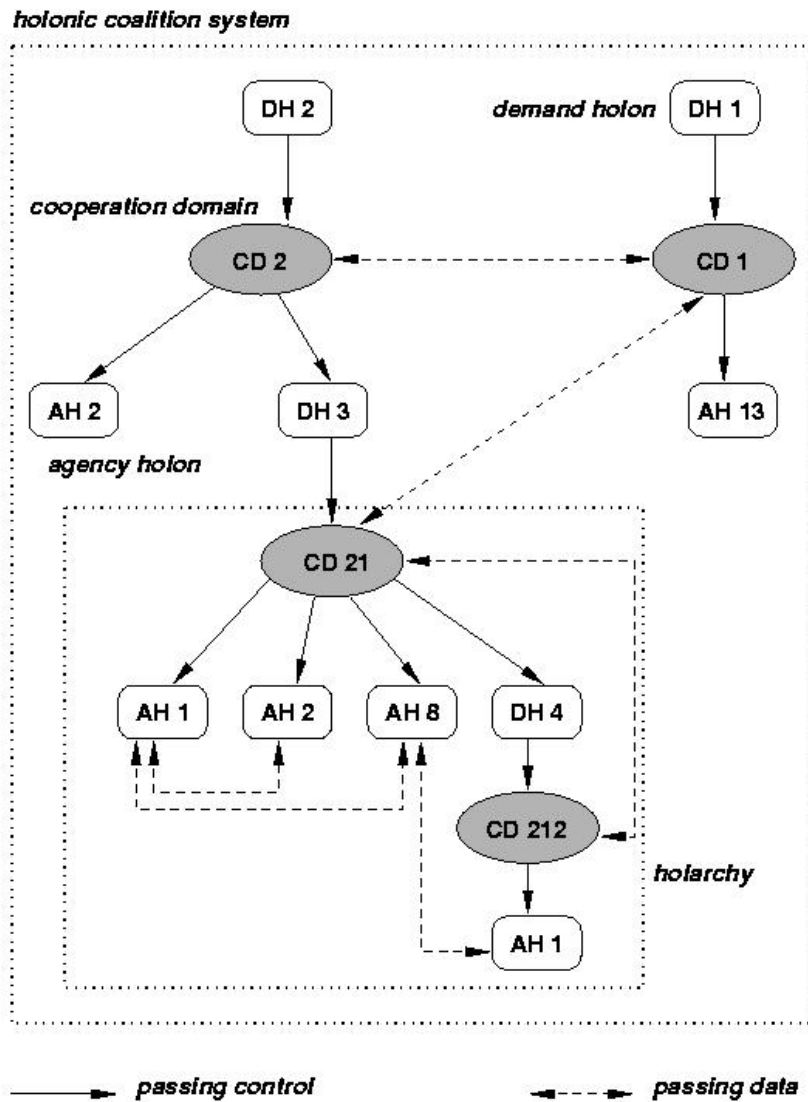 holonic coalition system
DH 2
demand holon
DH 1
cooperation domain
CD 2
CD 1
AH 2
DH 3
AH 13
agency holon
CD 21
AH 1
AH 2
AH 8
DH 4
CD 212
holarchy
AH 1
passing control
passing data